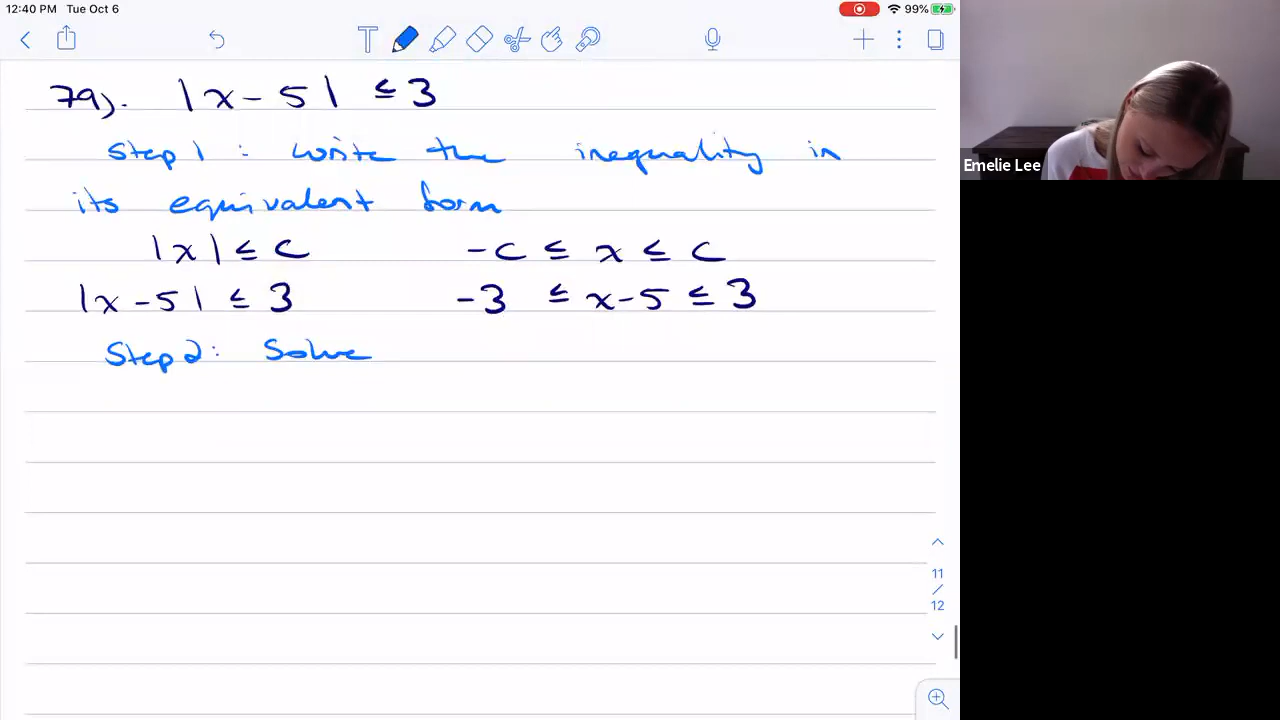 12:40 PM Tue Oct 6
99%
79). |x - 5| ≤ 3
Step 1: Write the inequality in
its equivalent form
|x| ≤ c -c ≤ x ≤ c
|x - 5| ≤ 3 -3 ≤ x - 5 ≤ 3
Step 2: Solve
11
/
12
Emelie Lee